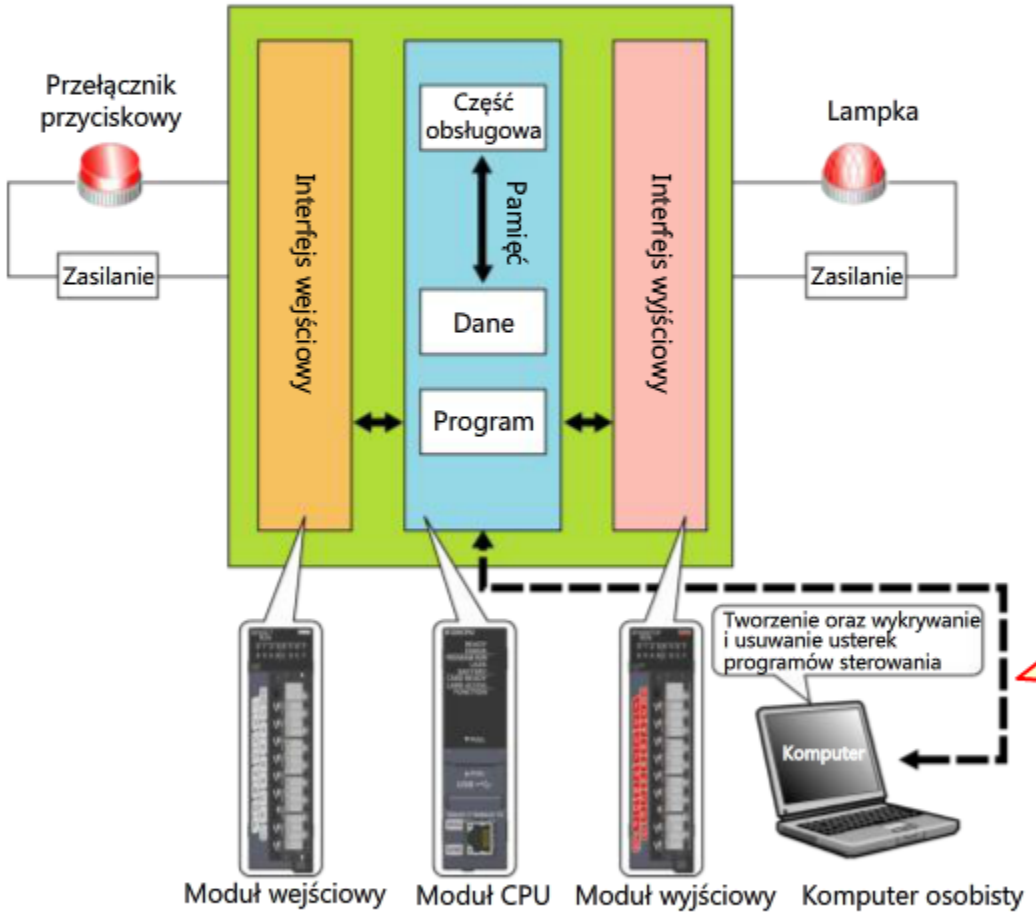 Przełącznik
przyciskowy
Zasilanie
Interfejs wejściowy
Część
obsługowa
Pamięć
Dane
Program
Interfejs wyjściowy
Lampka
Zasilanie
Tworzenie oraz wykrywanie
i usuwanie usterek
programów sterowania
Komputer
Moduł wejściowy
Moduł CPU
Moduł wyjściowy
Komputer osobisty